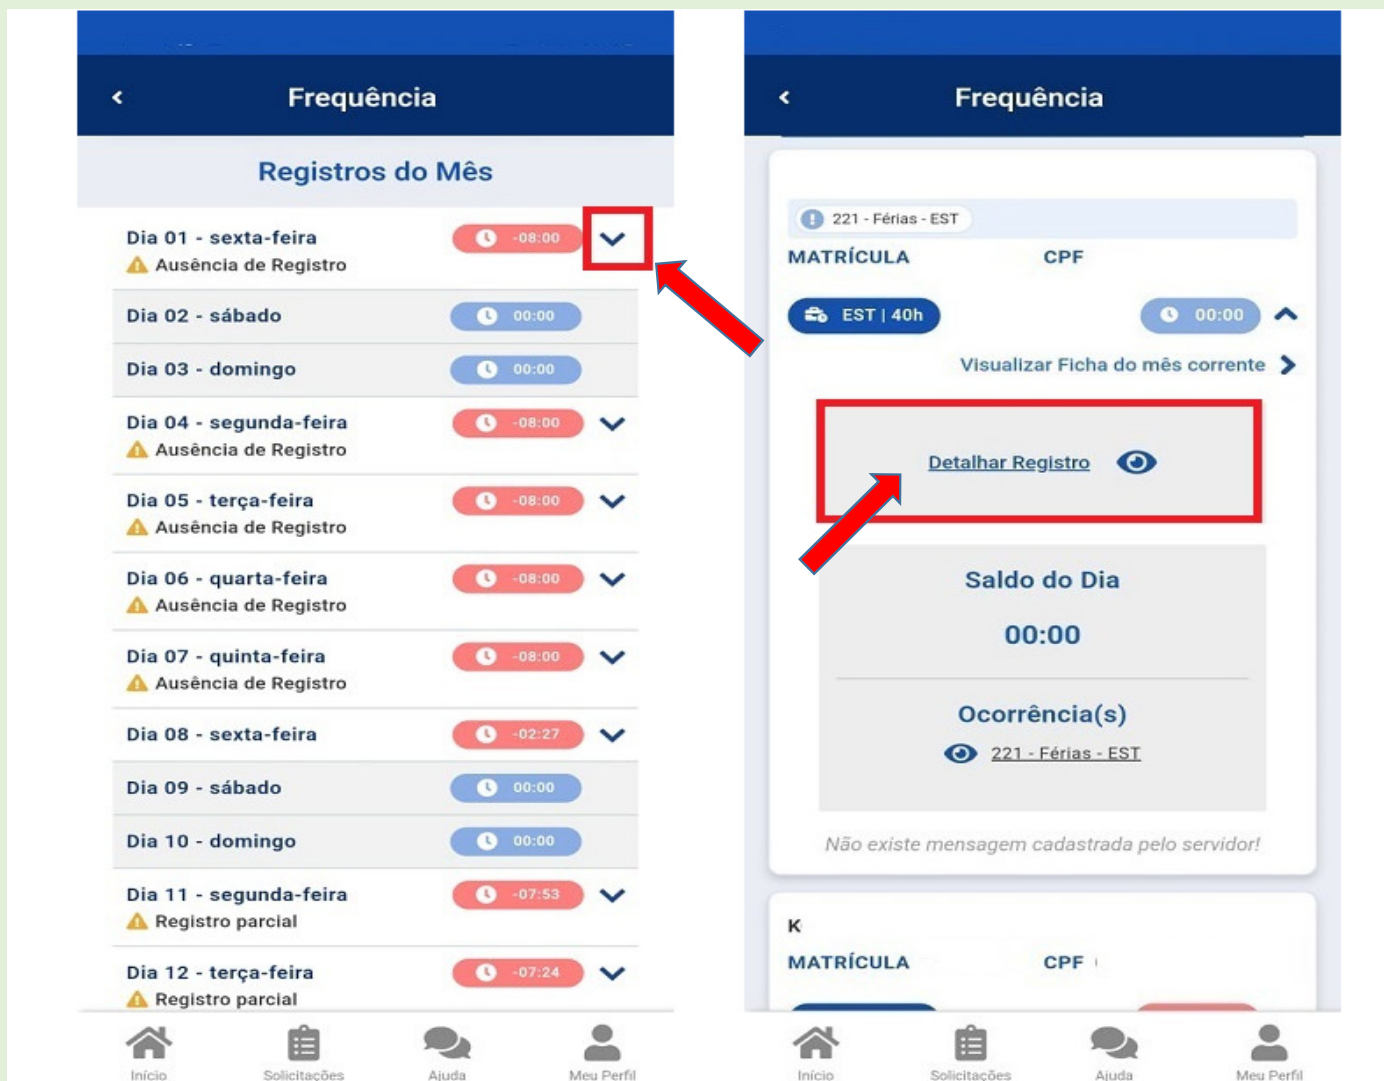 Frequência
Registros do Mês
Dia 01 - sexta-feira
-08:00
Ausência de Registro
Dia 02 - sábado
00:00
Dia 03 - domingo
00:00
Dia 04 - segunda-feira
-08:00
Ausência de Registro
Dia 05 - terça-feira
-08:00
Ausência de Registro
Dia 06 - quarta-feira
-08:00
Ausência de Registro
Dia 07 - quinta-feira
-08:00
Ausência de Registro
Dia 08 - sexta-feira
-02:27
Dia 09 - sábado
00:00
Dia 10 - domingo
00:00
Dia 11 - segunda-feira
-07:53
Registro parcial
Dia 12 - terça-feira
-07:24
Registro parcial
Início
Solicitações
Ajuda
Meu Perfil
Frequência
221 - Férias - EST
MATRÍCULA
CPF
EST | 40h
00:00
Visualizar Ficha do mês corrente
Detalhar Registro
Saldo do Dia
00:00
Ocorrência(s)
221 - Férias - EST
Não existe mensagem cadastrada pelo servidor!
K
MATRÍCULA
CPF
Início
Solicitações
Ajuda
Meu Perfil